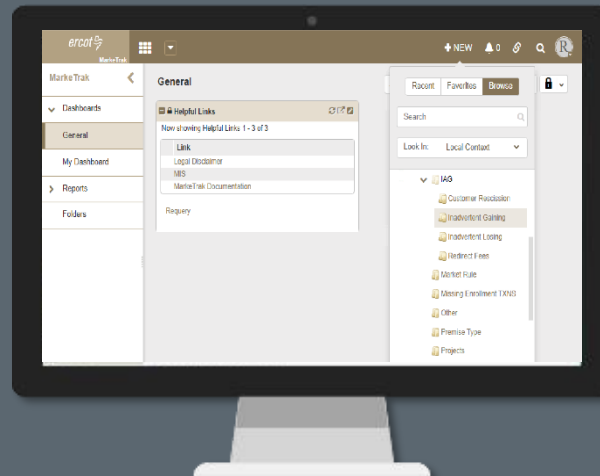 ercot
MarkeTrak
NEW
0
R
MarkeTrak
General
Recent
Favorites
Browse
Dashboards
General
My Dashboard
Reports
Folders
Helpful Links
Now showing Helpful Links 1 - 3 of 3
Link
Legal Disclaimer
MIS
MarkeTrak Documentation
Requery
Search
Look In: Local Context
IAG
Customer Rescission
Inadvertent Gaining
Inadvertent Losing
Redirect Fees
Market Rule
Missing Enrollment TXNS
Other
Premise Type
Projects